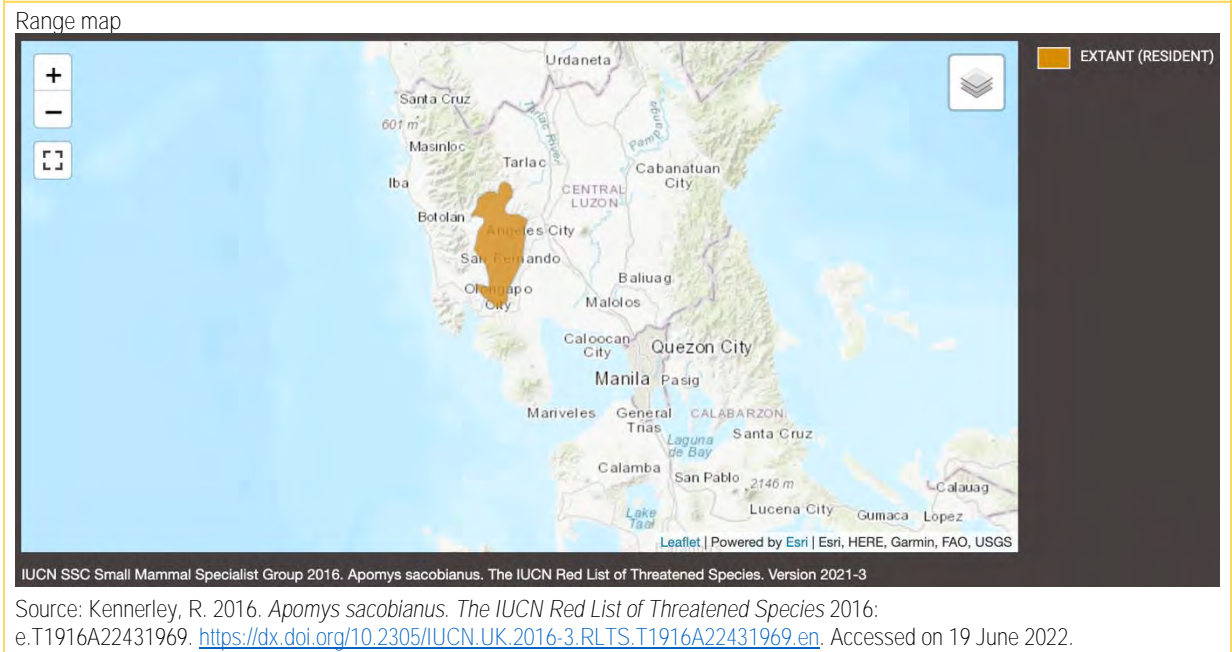 Range map
+
−
EXTANT (RESIDENT)
Urdaneta
Santa Cruz
601 m
Tarlac River
Pampanga
Masinloc
Tarlac
Cabanatuan
City
Iba
CENTRAL
LUZON
Botolan
Angeles City
San Fernando
Baliuag
Olongapo
City
Malolos
Caloocan
City
Quezon City
Manila
Pasig
Mariveles
General
Trias
CALABARZON
Laguna
de Bay
Santa Cruz
Calamba
San Pablo
2146 m
Calauag
Lucena City
Gumaca
Lopez
Lake
Taal
Leaflet | Powered by Esri | Esri, HERE, Garmin, FAO, USGS
IUCN SSC Small Mammal Specialist Group 2016. Apomys sacobianus. The IUCN Red List of Threatened Species. Version 2021-3
Source: Kennerley, R. 2016. Apomys sacobianus. The IUCN Red List of Threatened Species 2016:
e.T1916A22431969. https://dx.doi.org/10.2305/IUCN.UK.2016-3.RLTS.T1916A22431969.en. Accessed on 19 June 2022.